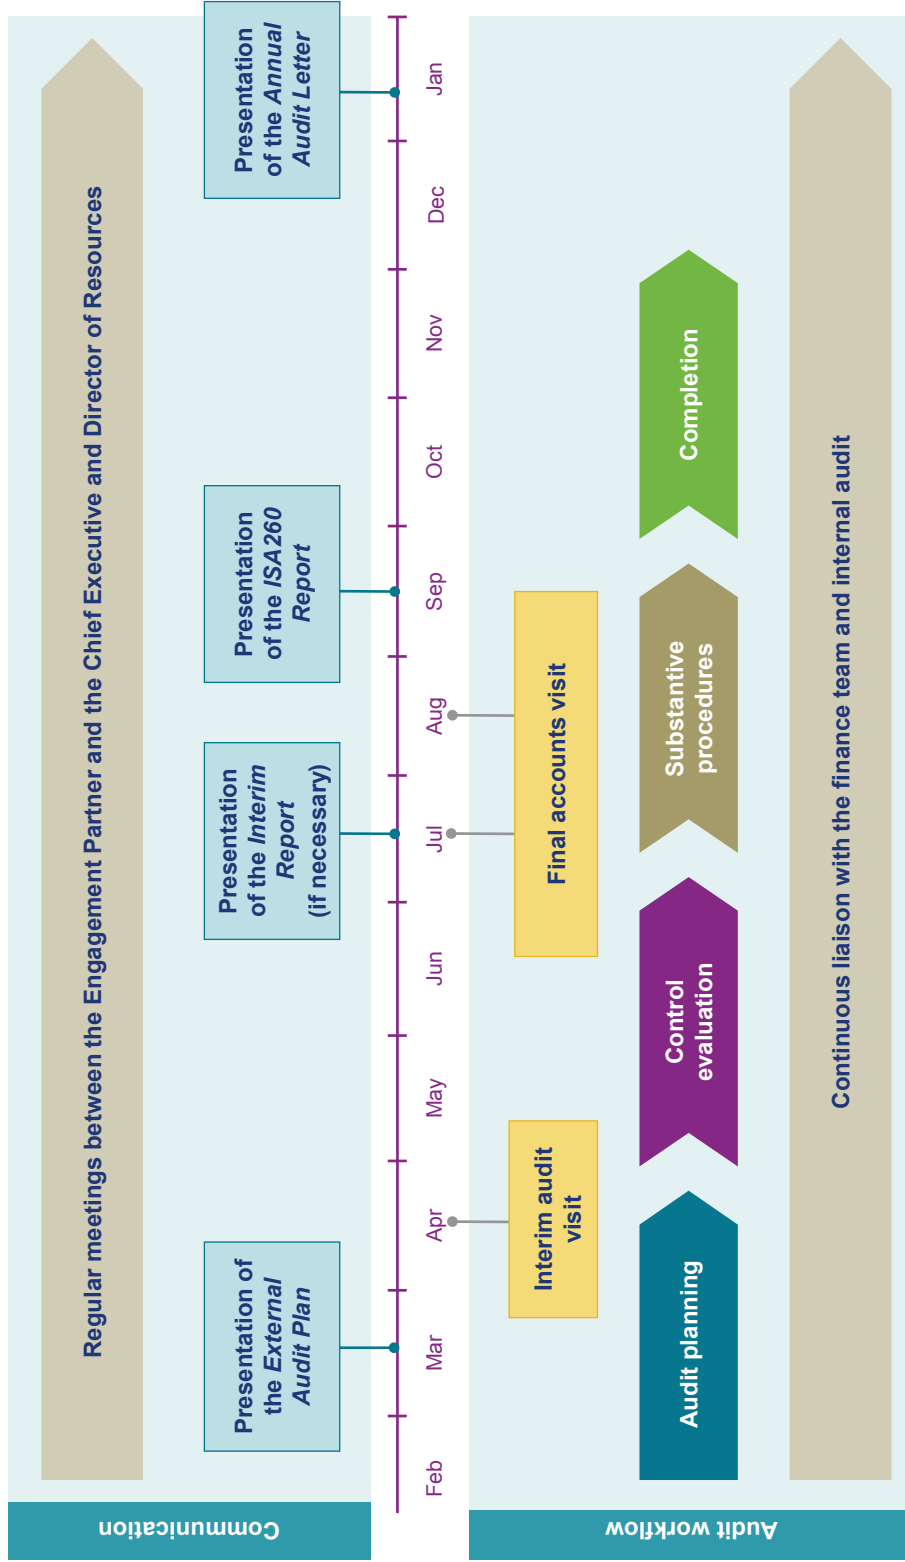 Communication
Regular meetings between the Engagement Partner and the Chief Executive and Director of Resources
Presentation of
the External
Audit Plan
Presentation
of the Interim
Report
(if necessary)
Presentation
of the ISA260
Report
Presentation
of the Annual
Audit Letter
Feb
Mar
Apr
May
Jun
Jul
Aug
Sep
Oct
Nov
Dec
Jan
Audit workflow
Interim audit
visit
Final accounts visit
Audit planning
Control
evaluation
Substantive
procedures
Completion
Continuous liaison with the finance team and internal audit